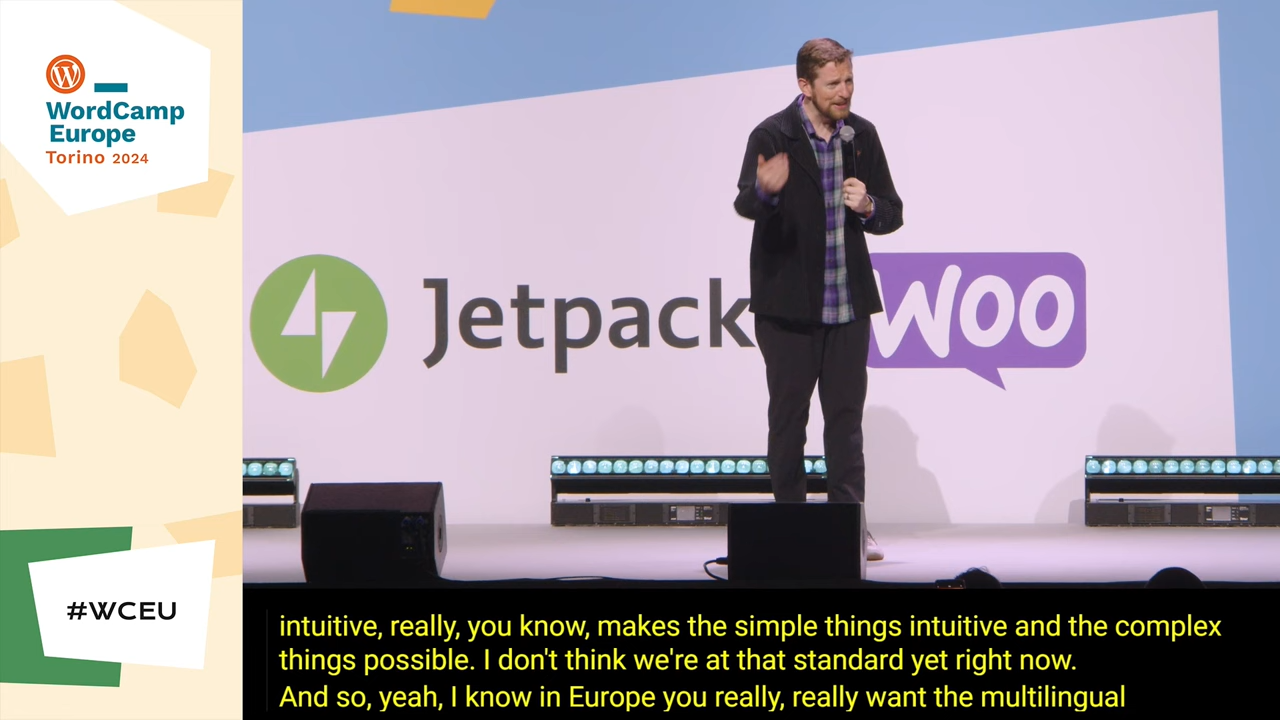 WordCamp
Europe
Torino 2024
Jetpack
Woo
#WCEU
intuitive, really, you know, makes the simple things intuitive and the complex
things possible. I don't think we're at that standard yet right now.
And so, yeah, I know in Europe you really, really want the multilingual